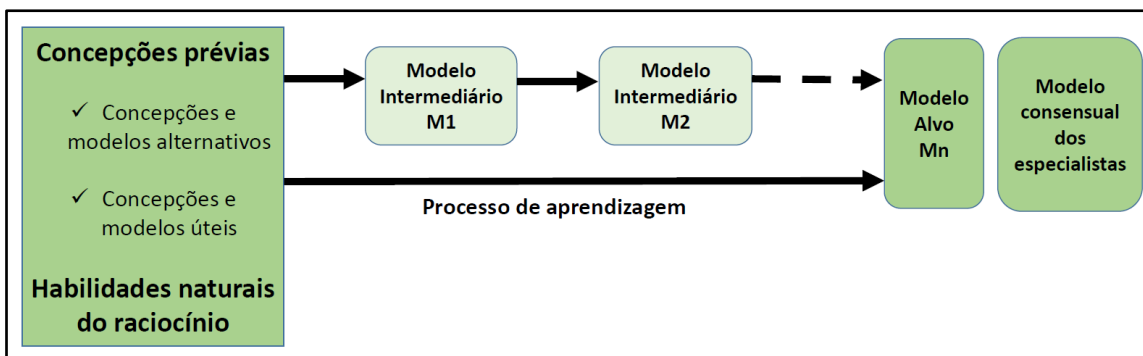 Concepções prévias
✓ Concepções e
modelos alternativos
✓ Concepções e
modelos úteis
Habilidades naturais
do raciocínio
Modelo
Intermediário
M1
Modelo
Intermediário
M2
Processo de aprendizagem
Modelo
Alvo
Mn
Modelo
consensual
dos
especialistas